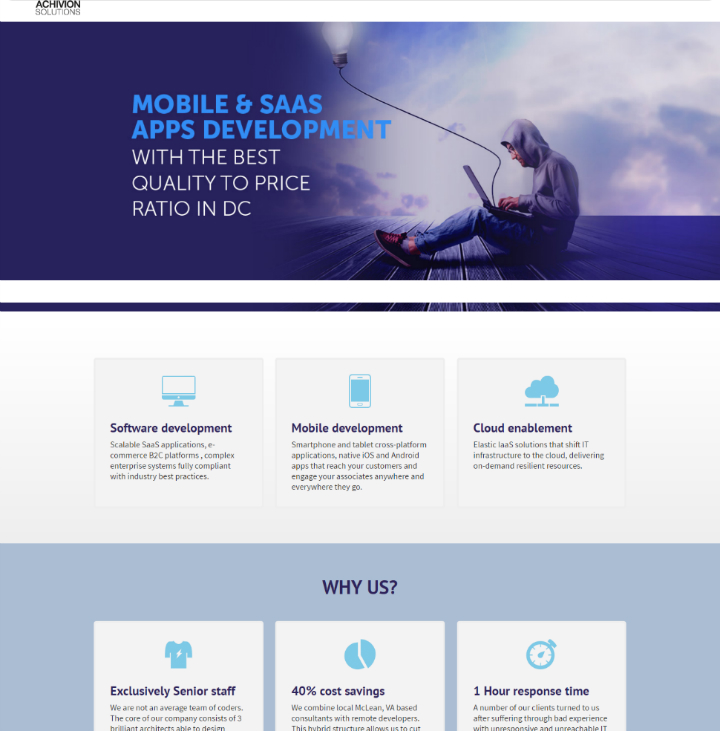 ACHIVION
SOLUTIONS
MOBILE & SAAS
APPS DEVELOPMENT
WITH THE BEST
QUALITY TO PRICE
RATIO IN DC
Software development
Scalable SaaS applications, e-
commerce B2C platforms , complex
enterprise systems fully compliant
with industry best practices.
Mobile development
Smartphone and tablet cross-platform
applications, native iOS and Android
apps that reach your customers and
engage your associates anywhere and
everywhere they go.
Cloud enablement
Elastic IaaS solutions that shift IT
infrastructure to the cloud, delivering
on-demand resilient resources.
WHY US?
Exclusively Senior staff
We are not an average team of coders.
The core of our company consists of 3
brilliant architects able to design
40% cost savings
We combine local McLean, VA based
consultants with remote developers.
This hybrid structure allows us to cut
1 Hour response time
A number of our clients turned to us
after suffering through bad experience
with unresponsive and unreachable IT